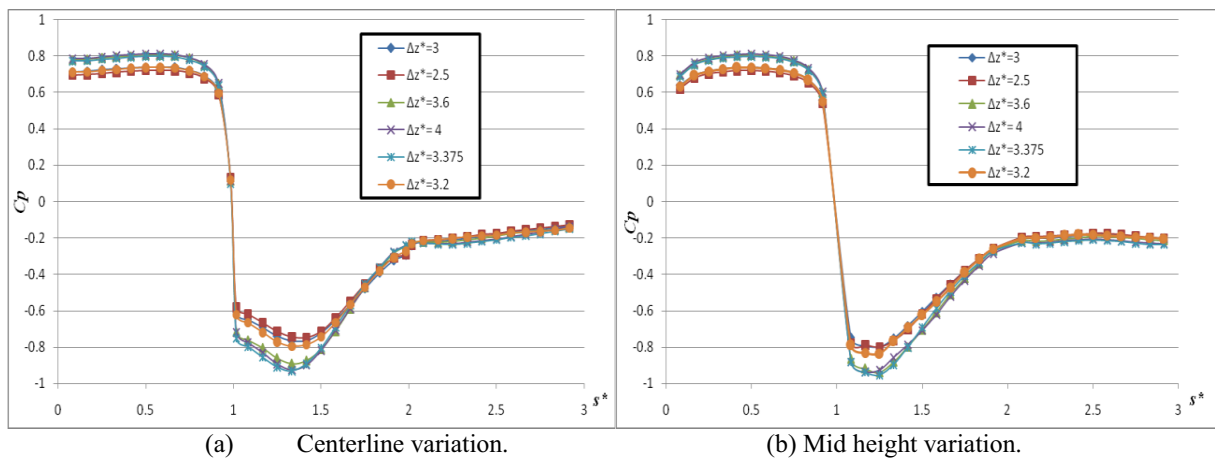 1
0.8
0.6
0.4
0.2
0
-0.2
-0.4
-0.6
-0.8
-1
Cp
0 0.5 1 1.5 2 2.5 3
s*
Δz*=3
Δz*=2.5
Δz*=3.6
Δz*= 4
Δz*=3.375
Δz*=3.2
(a) Centerline variation.
1
0.8
0.6
0.4
0.2
0
-0.2
-0.4
-0.6
-0.8
-1
Cp
0 0.5 1 1.5 2 2.5 3
s*
Δz*=3
Δz*=2.5
Δz*=3.6
Δz*= 4
Δz*=3.375
Δz*=3.2
(b) Mid height variation.